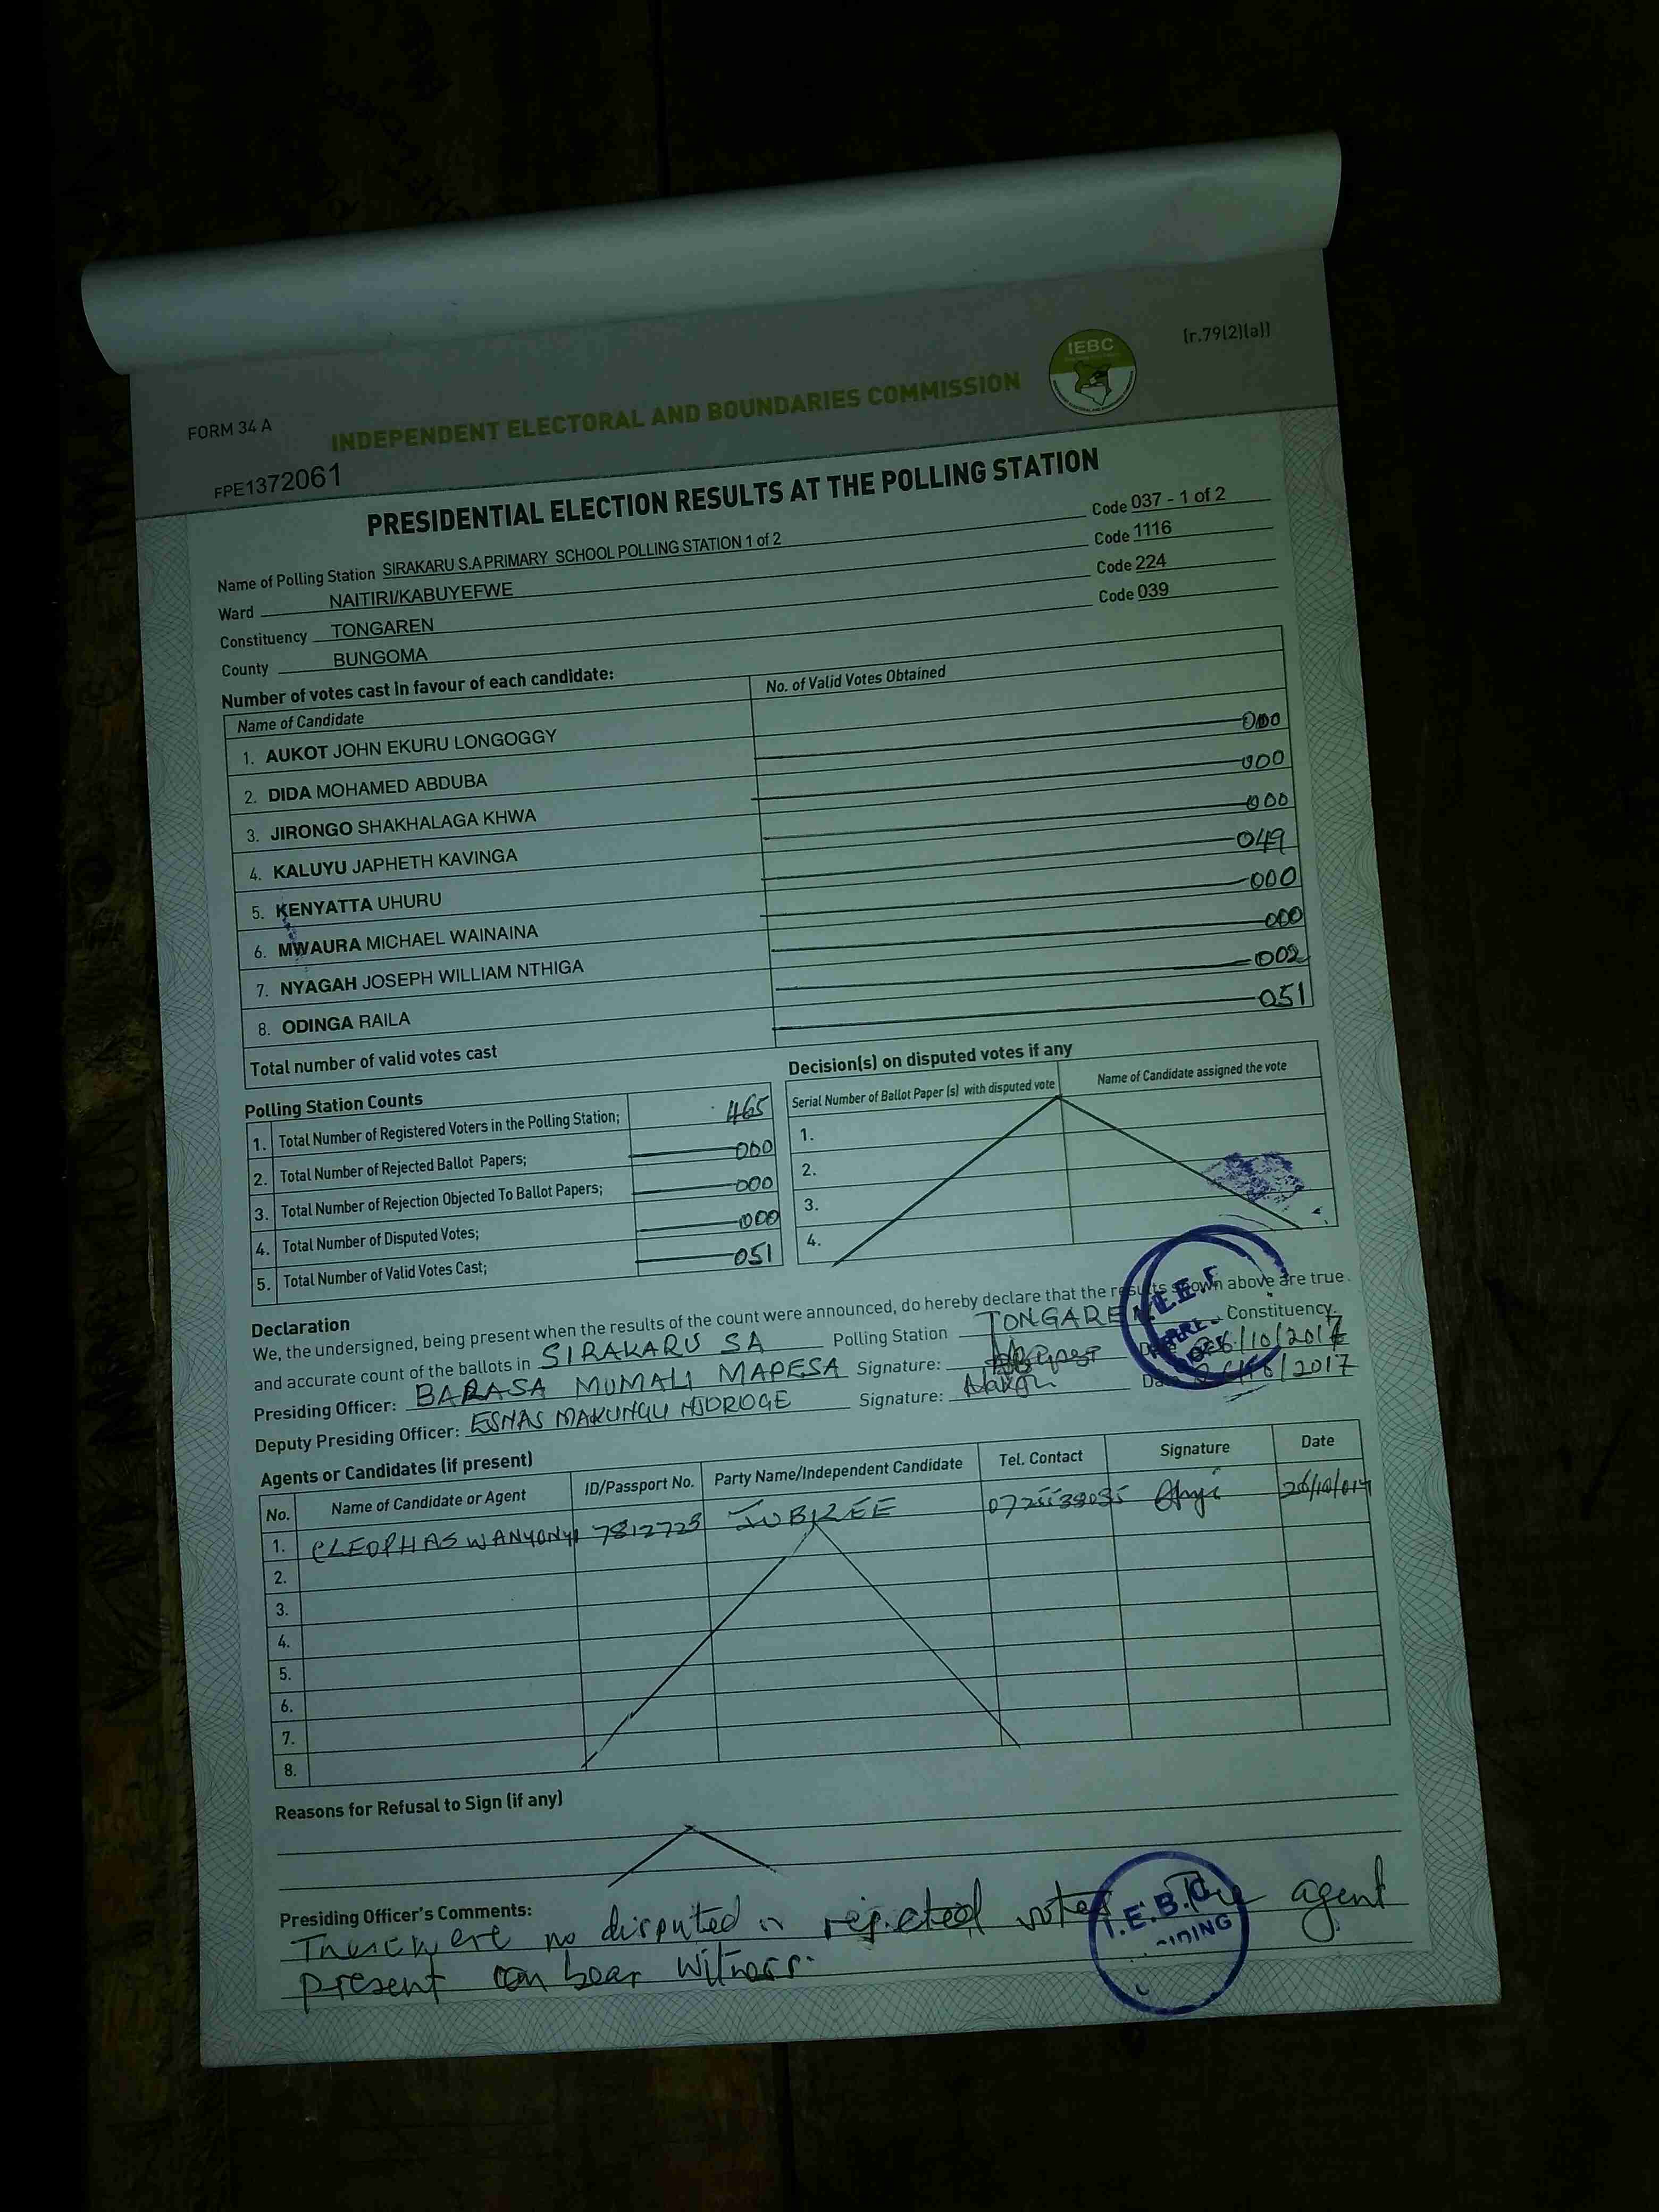 (r.79(2)(a))
IEBC
FORM 34 A
INDEPENDENT ELECTORAL AND BOUNDARIES COMMISSION
FPE1372061
PRESIDENTIAL ELECTION RESULTS AT THE POLLING STATION
Name of Polling Station SIRAKARU S.A PRIMARY SCHOOL POLLING STATION 1 of 2 Code 037 - 1 of 2
Ward NAITIRI/KABUYEFWE Code 1116
Constituency TONGAREN Code 224
County BUNGOMA Code 039
Number of votes cast In favour of each candidate:
Name of Candidate No. of Valid Votes Obtained
1. AUKOT JOHN EKURU LONGOGGY
2. DIDA MOHAMED ABDUBA 000
3. JIRONGO SHAKHALAGA KHWA 000
4. KALUYU JAPHETH KAVINGA 000
5. KENYATTA UHURU 049
6. MWAURA MICHAEL WAINAINA 000
7. NYAGAH JOSEPH WILLIAM NTHIGA 000
8. ODINGA RAILA 002
Total number of valid votes cast 051
Polling Station Counts
1. Total Number of Registered Voters in the Polling Station; 465
2. Total Number of Rejected Ballot Papers; 000
3. Total Number of Rejection Objected To Ballot Papers; 000
4. Total Number of Disputed Votes; 000
5. Total Number of Valid Votes Cast; 051
Decision(s) on disputed votes if any
Serial Number of Ballot Paper (s) with disputed vote Name of Candidate assigned the vote
1.
2.
3.
4.
Declaration
We, the undersigned, being present when the results of the count were announced, do hereby declare that the results shown above are true
and accurate count of the ballots in SIRAKARU SA Polling Station TONGAREN Constituency.
Presiding Officer: BARASA MUMALI MAPESA Signature: Date 26/10/2017
Deputy Presiding Officer: ESNAS MAKUNGU NJOROGE Signature: Date /2017
Agents or Candidates (if present)
No. Name of Candidate or Agent ID/Passport No. Party Name/Independent Candidate Tel. Contact Signature Date
1. CLEOPHAS WANYONYI 7812728 JUBILEE
2.
3.
4.
5.
6.
7.
8.
Reasons for Refusal to Sign (if any)
Presiding Officer's Comments:
There were no disputed rejected votes. The agent
present can bear witness.
I.E.B.C